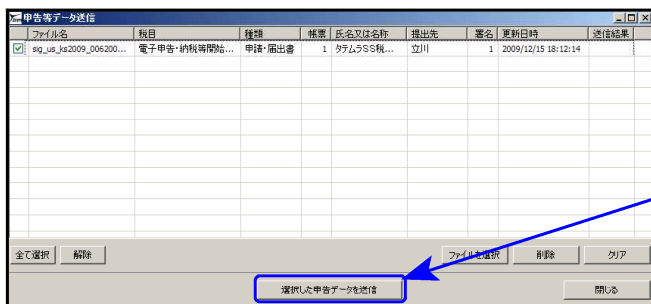 申告等データ送信
ファイル名 税目 種類 帳票 氏名又は名称 提出先 署名 更新日時 送信結果
sig_us_ks2009_006200... 電子申告・納税等開始... 申請・届出書 1 タテムラSS税... 立川 1 2009/12/15 18:12:14
全て選択 解除 ファイルを選択 削除 クリア
選択した申告データを送信 閉じる